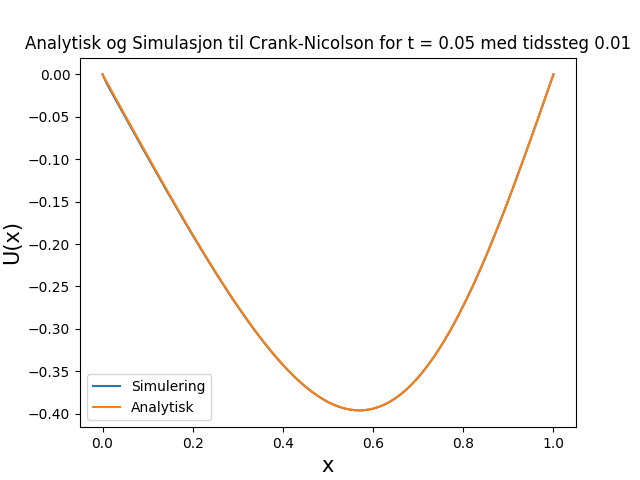 Analytisk og Simulasjon til Crank-Nicolson for t = 0.05 med tidssteg 0.01
0.00
−0.05
−0.10
−0.15
−0.20
−0.25
−0.30
−0.35
−0.40
U(x)
Simulering
Analytisk
0.0 0.2 0.4 0.6 0.8 1.0
x